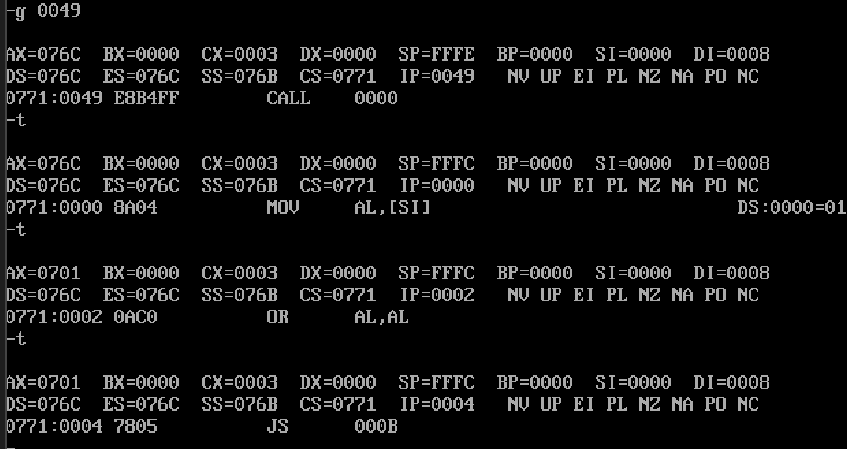 -g 0049
AX=076C BX=0000 CX=0003 DX=0000 SP=FFFE BP=0000 SI=0000 DI=0008
DS=076C ES=076C SS=076B CS=0771 IP=0049 NV UP EI PL NZ NA PO NC
0771:0049 E8B4FF CALL 0000
-t
AX=076C BX=0000 CX=0003 DX=0000 SP=FFFC BP=0000 SI=0000 DI=0008
DS=076C ES=076C SS=076B CS=0771 IP=0000 NV UP EI PL NZ NA PO NC
0771:0000 8A04 MOV AL,[SI] DS:0000=01
-t
AX=0701 BX=0000 CX=0003 DX=0000 SP=FFFC BP=0000 SI=0000 DI=0008
DS=076C ES=076C SS=076B CS=0771 IP=0002 NV UP EI PL NZ NA PO NC
0771:0002 0AC0 OR AL,AL
-t
AX=0701 BX=0000 CX=0003 DX=0000 SP=FFFC BP=0000 SI=0000 DI=0008
DS=076C ES=076C SS=076B CS=0771 IP=0004 NV UP EI PL NZ NA PO NC
0771:0004 7805 JS 000B